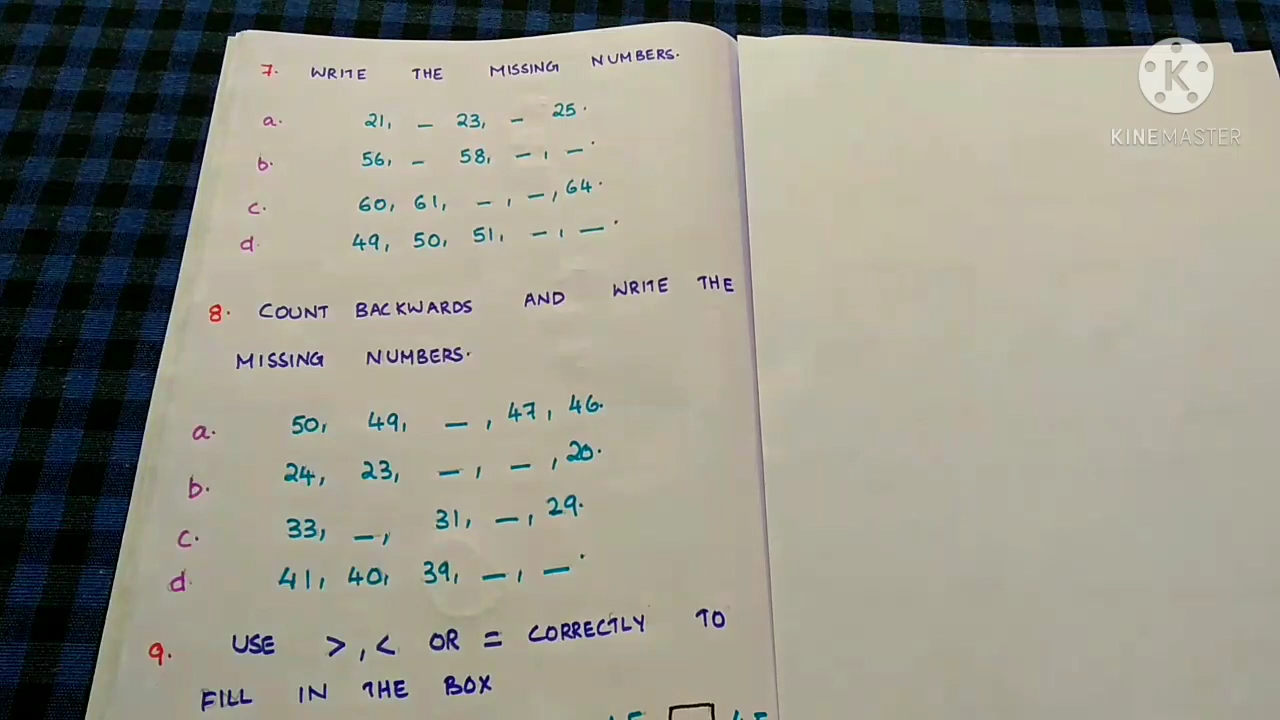 7. WRITE THE MISSING NUMBERS.
a. 21, _ 23, _ 25.
b. 56, _ 58, _, _.
c. 60, 61, _, _, 64.
d. 49, 50, 51, _, _.
8. COUNT BACKWARDS AND WRITE THE
MISSING NUMBERS.
a. 50, 49, _, 47, 46.
b. 24, 23, _, _, 20.
c. 33, _, 31, _, 29.
d. 41, 40, 39, _, _.
9. USE >, < OR = CORRECTLY TO
FILL IN THE BOX
K
KINEMASTER